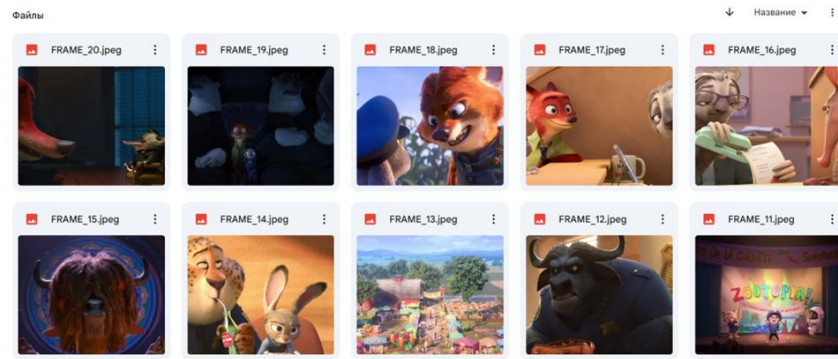 Файлы
Название
FRAME_20.jpeg
FRAME_19.jpeg
FRAME_18.jpeg
FRAME_17.jpeg
FRAME_16.jpeg
FRAME_15.jpeg
FRAME_14.jpeg
FRAME_13.jpeg
FRAME_12.jpeg
FRAME_11.jpeg
ZOOTOPIA!